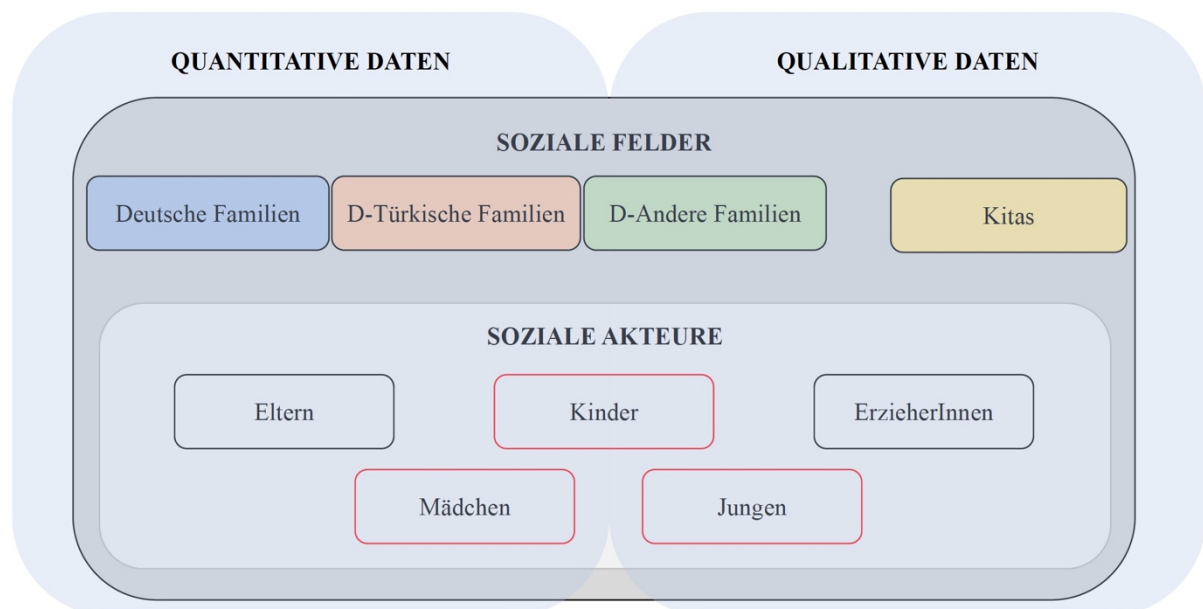 QUANTITATIVE DATEN
QUALITATIVE DATEN
SOZIALE FELDER
Deutsche Familien
D-Türkische Familien
D-Andere Familien
Kitas
SOZIALE AKTEURE
Eltern
Kinder
ErzieherInnen
Mädchen
Jungen